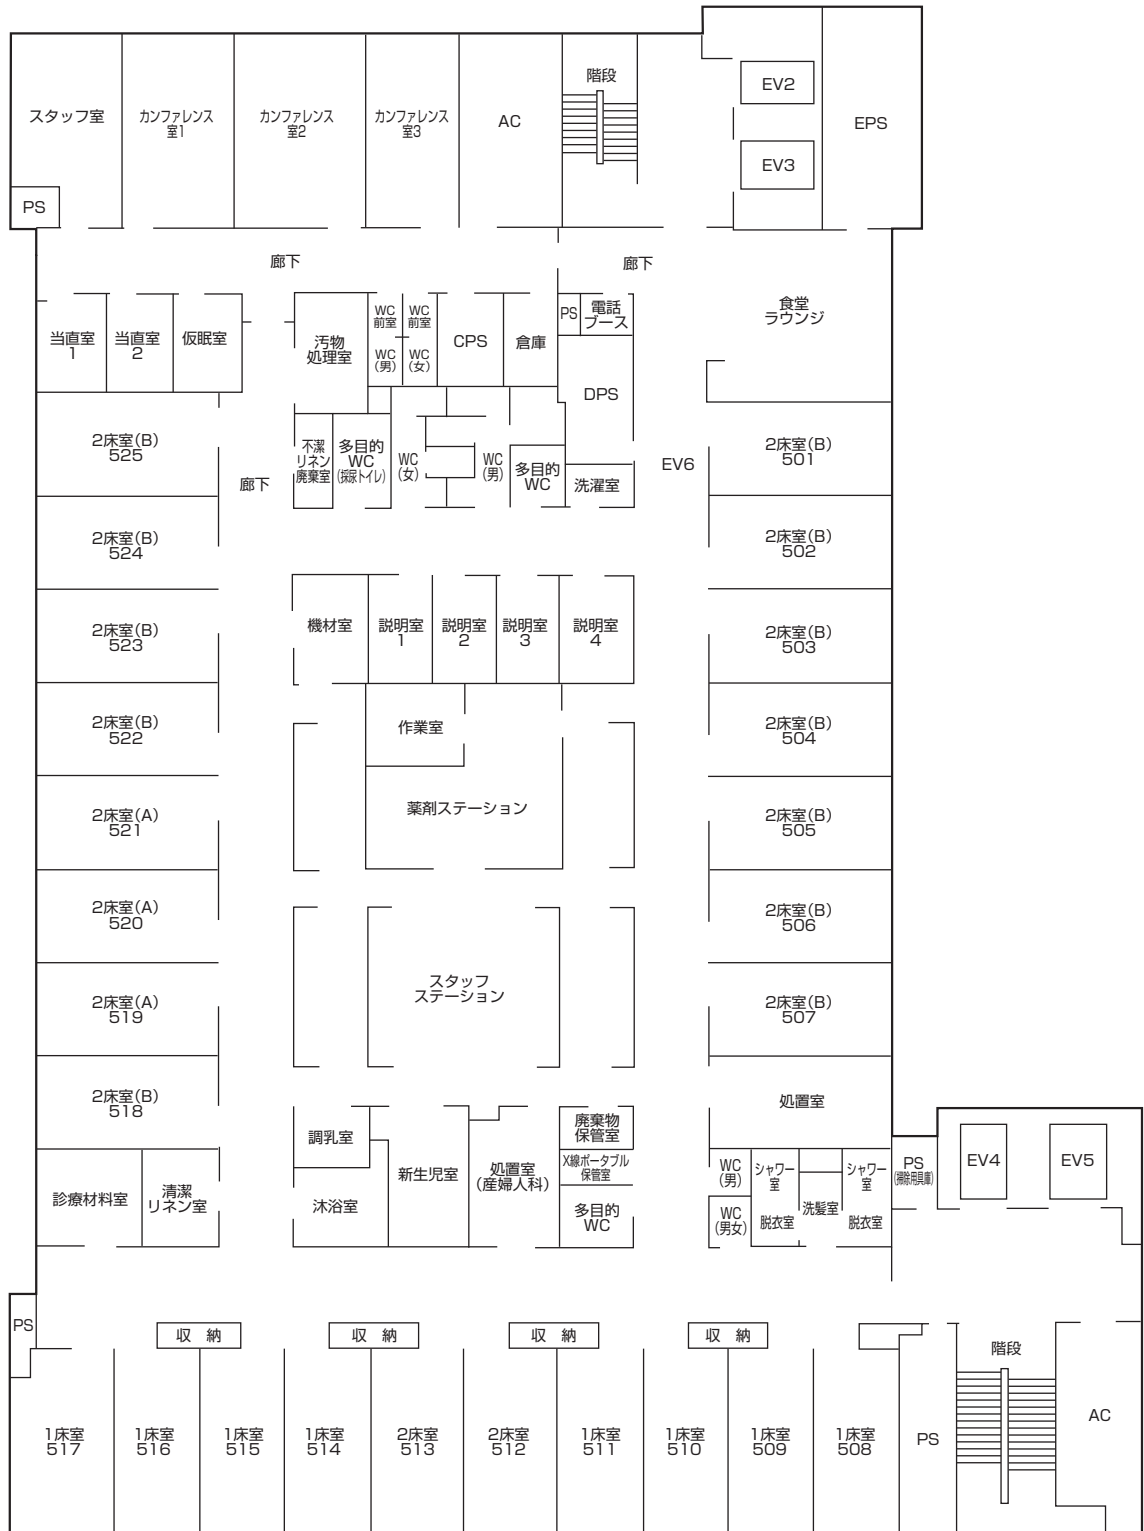 スタッフ室
カンファレンス
室1
カンファレンス
室2
カンファレンス
室3
AC
階段
EV2
EV3
EPS
PS
廊下
廊下
当直室
1
当直室
2
仮眠室
汚物
処理室
WC
前室
WC
前室
WC
(男)
WC
(女)
CPS
倉庫
PS
電話
ブース
食堂
ラウンジ
DPS
2床室(B)
525
廊下
不潔
リネン
廃棄室
多目的
WC
(採尿トイレ)
WC
(女)
WC
(男)
多目的
WC
洗濯室
EV6
2床室(B)
501
2床室(B)
524
2床室(B)
502
2床室(B)
523
機材室
説明室
1
説明室
2
説明室
3
説明室
4
2床室(B)
503
2床室(B)
522
作業室
2床室(B)
504
2床室(A)
521
薬剤ステーション
2床室(B)
505
2床室(A)
520
2床室(B)
506
2床室(A)
519
スタッフ
ステーション
2床室(B)
507
2床室(B)
518
処置室
調乳室
新生児室
処置室
(産婦人科)
廃棄物
保管室
X線ポータブル
保管室
多目的
WC
WC
(男)
WC
(男女)
シャワー
室
脱衣室
洗髪室
シャワー
室
脱衣室
PS
(掃除用具庫)
EV4
EV5
診療材料室
清潔
リネン室
沐浴室
PS
収　納
収　納
収　納
収　納
階段
1床室
517
1床室
516
1床室
515
1床室
514
2床室
513
2床室
512
1床室
511
1床室
510
1床室
509
1床室
508
PS
AC